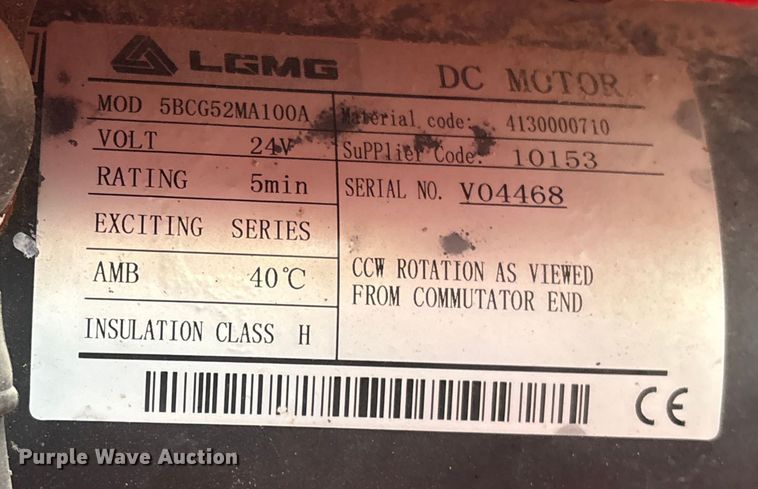 LGMG DC MOTOR
MOD 5BCG52MA100A
VOLT 24V
RATING 5min
EXCITING SERIES
AMB 40℃
INSULATION CLASS H
Material code: 4130000710
SuPPlier Code: 10153
SERIAL NO. V04468
CCW ROTATION AS VIEWED
FROM COMMUTATOR END
CE
Purple Wave Auction